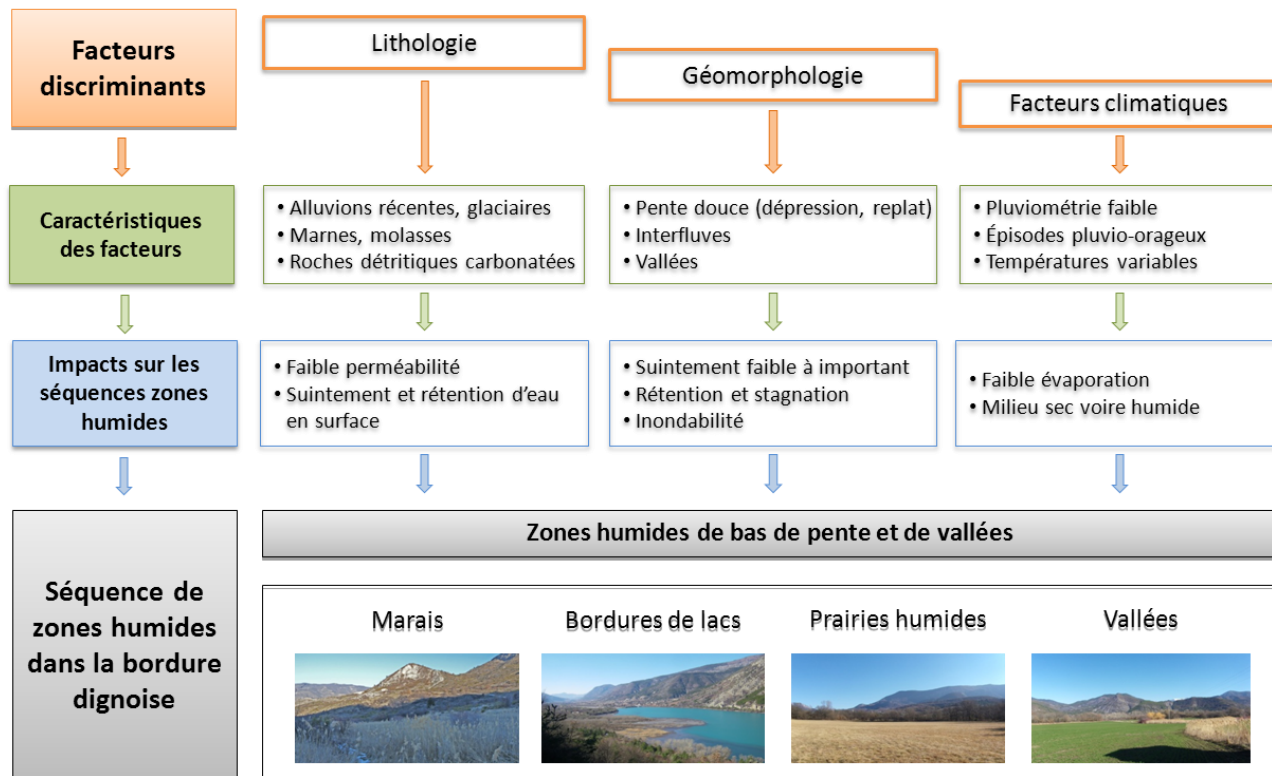 Facteurs
discriminants
Lithologie
Géomorphologie
Facteurs climatiques
Caractéristiques
des facteurs
• Alluvions récentes, glaciaires
• Marnes, molasses
• Roches détritiques carbonatées
• Pente douce (dépression, replat)
• Interfluves
• Vallées
• Pluviométrie faible
• Épisodes pluvio-orageux
• Températures variables
Impacts sur les
séquences zones
humides
• Faible perméabilité
• Suintement et rétention d'eau
en surface
• Suintement faible à important
• Rétention et stagnation
• Inondabilité
• Faible évaporation
• Milieu sec voire humide
Séquence de
zones humides
dans la bordure
dignoise
Zones humides de bas de pente et de vallées
Marais
Bordures de lacs
Prairies humides
Vallées